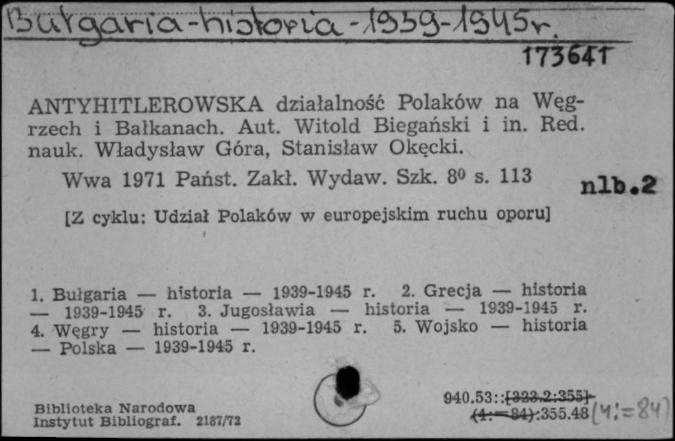 Bułgaria-historia-1939-1945r.
173641
ANTYHITLEROWSKA działalność Polaków na Węg-
rzech i Bałkanach. Aut. Witold Biegański i in. Red.
nauk. Władysław Góra, Stanisław Okęcki.
Wwa 1971 Państ. Zakł. Wydaw. Szk. 8⁰ s. 113 nlb.2
[Z cyklu: Udział Polaków w europejskim ruchu oporu]
1. Bułgaria — historia — 1939-1945 r. 2. Grecja — historia
— 1939-1945 r. 3. Jugosławia — historia — 1939-1945 r.
4. Węgry — historia — 1939-1945 r. 5. Wojsko — historia
— Polska — 1939-1945 r.
940.53::[323.2:355]
Biblioteka Narodowa (4:=84):355.48 (4:=84)
Instytut Bibliograf. 2187/72